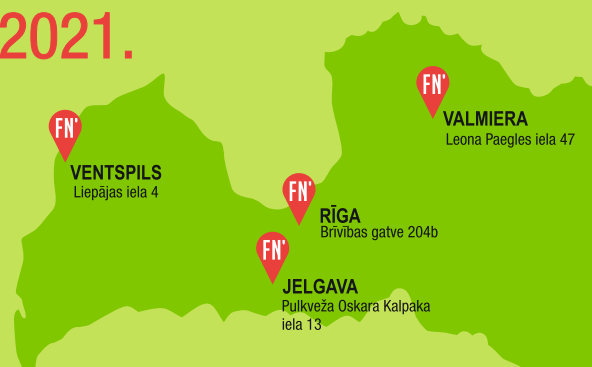 2021.
FN'
VALMIERA
Leona Paegles iela 47
FN'
VENTSPILS
Liepājas iela 4
FN'
RĪGA
Brīvības gatve 204b
FN'
JELGAVA
Pulkveža Oskara Kalpaka
iela 13